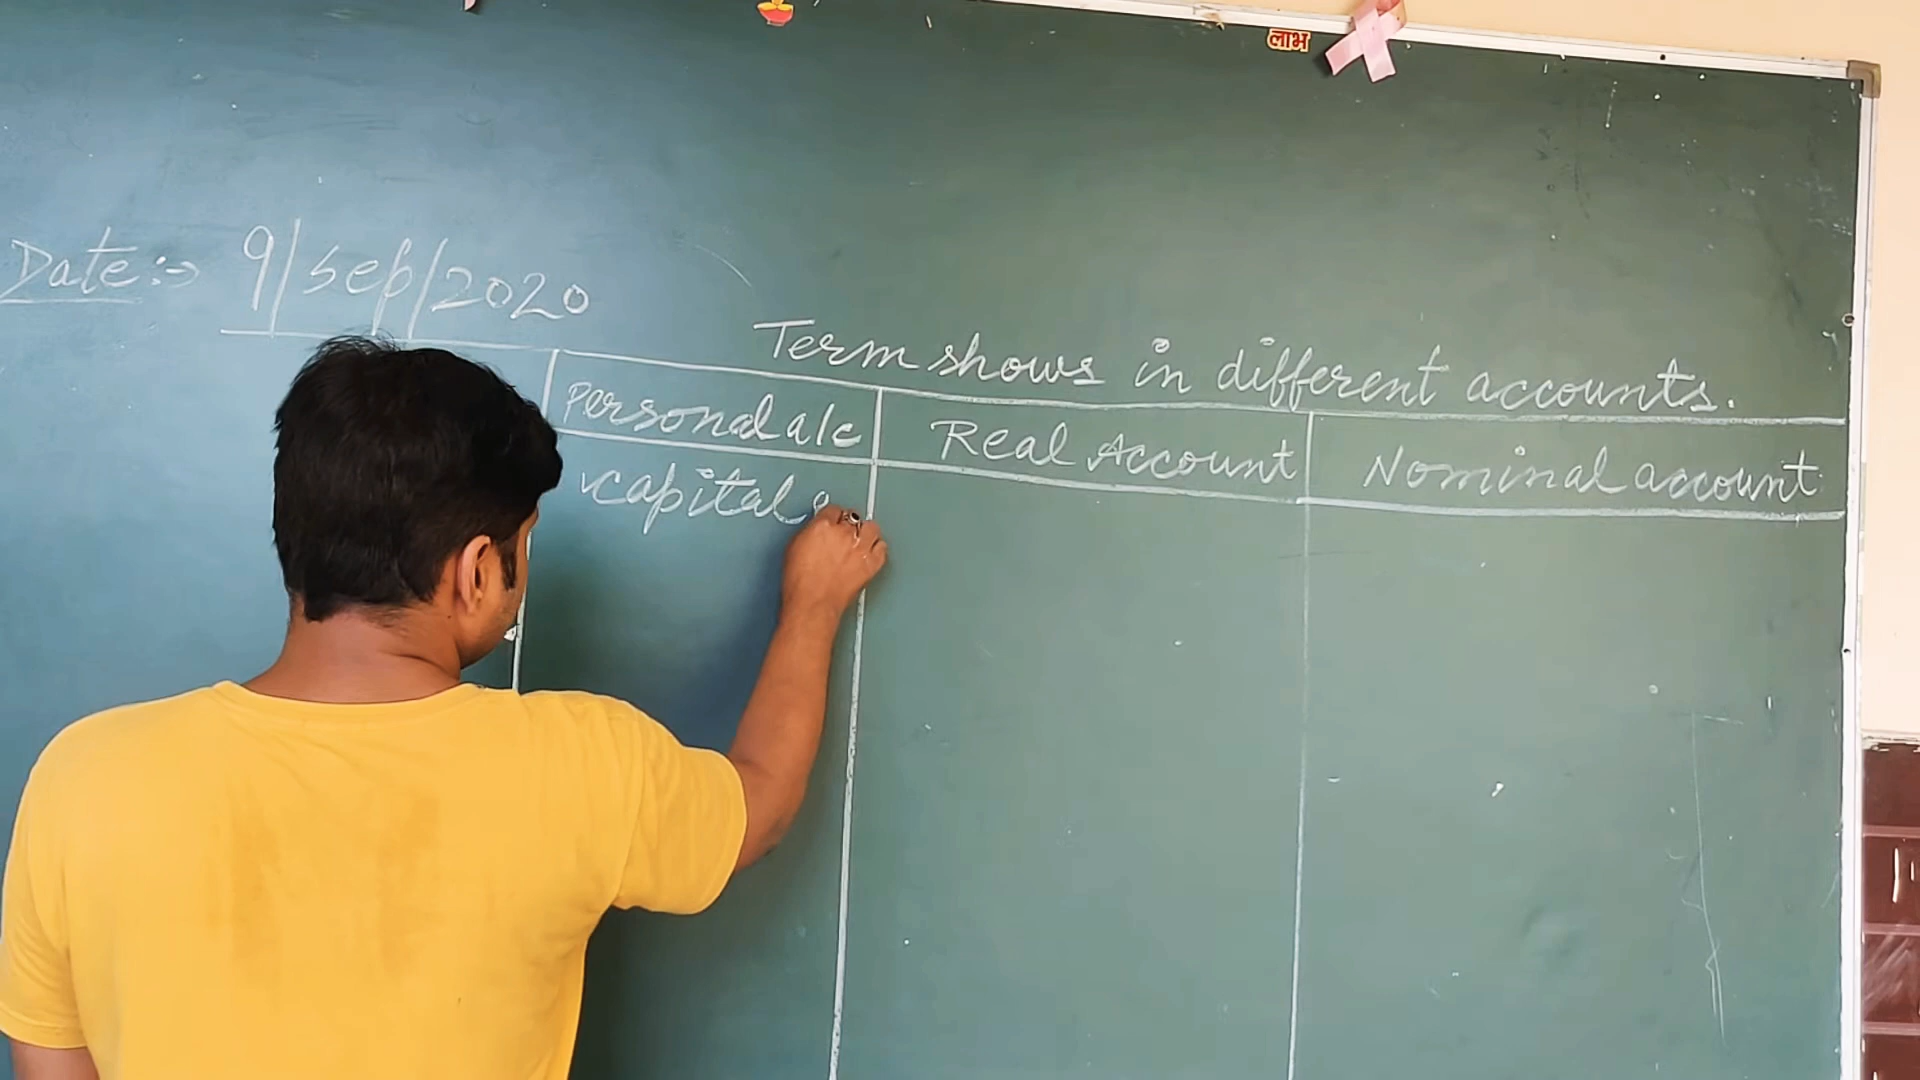 लाभ
Date:→ 9/Sep/2020
Term shows in different accounts.
Personal a/c Real Account Nominal account
capital a